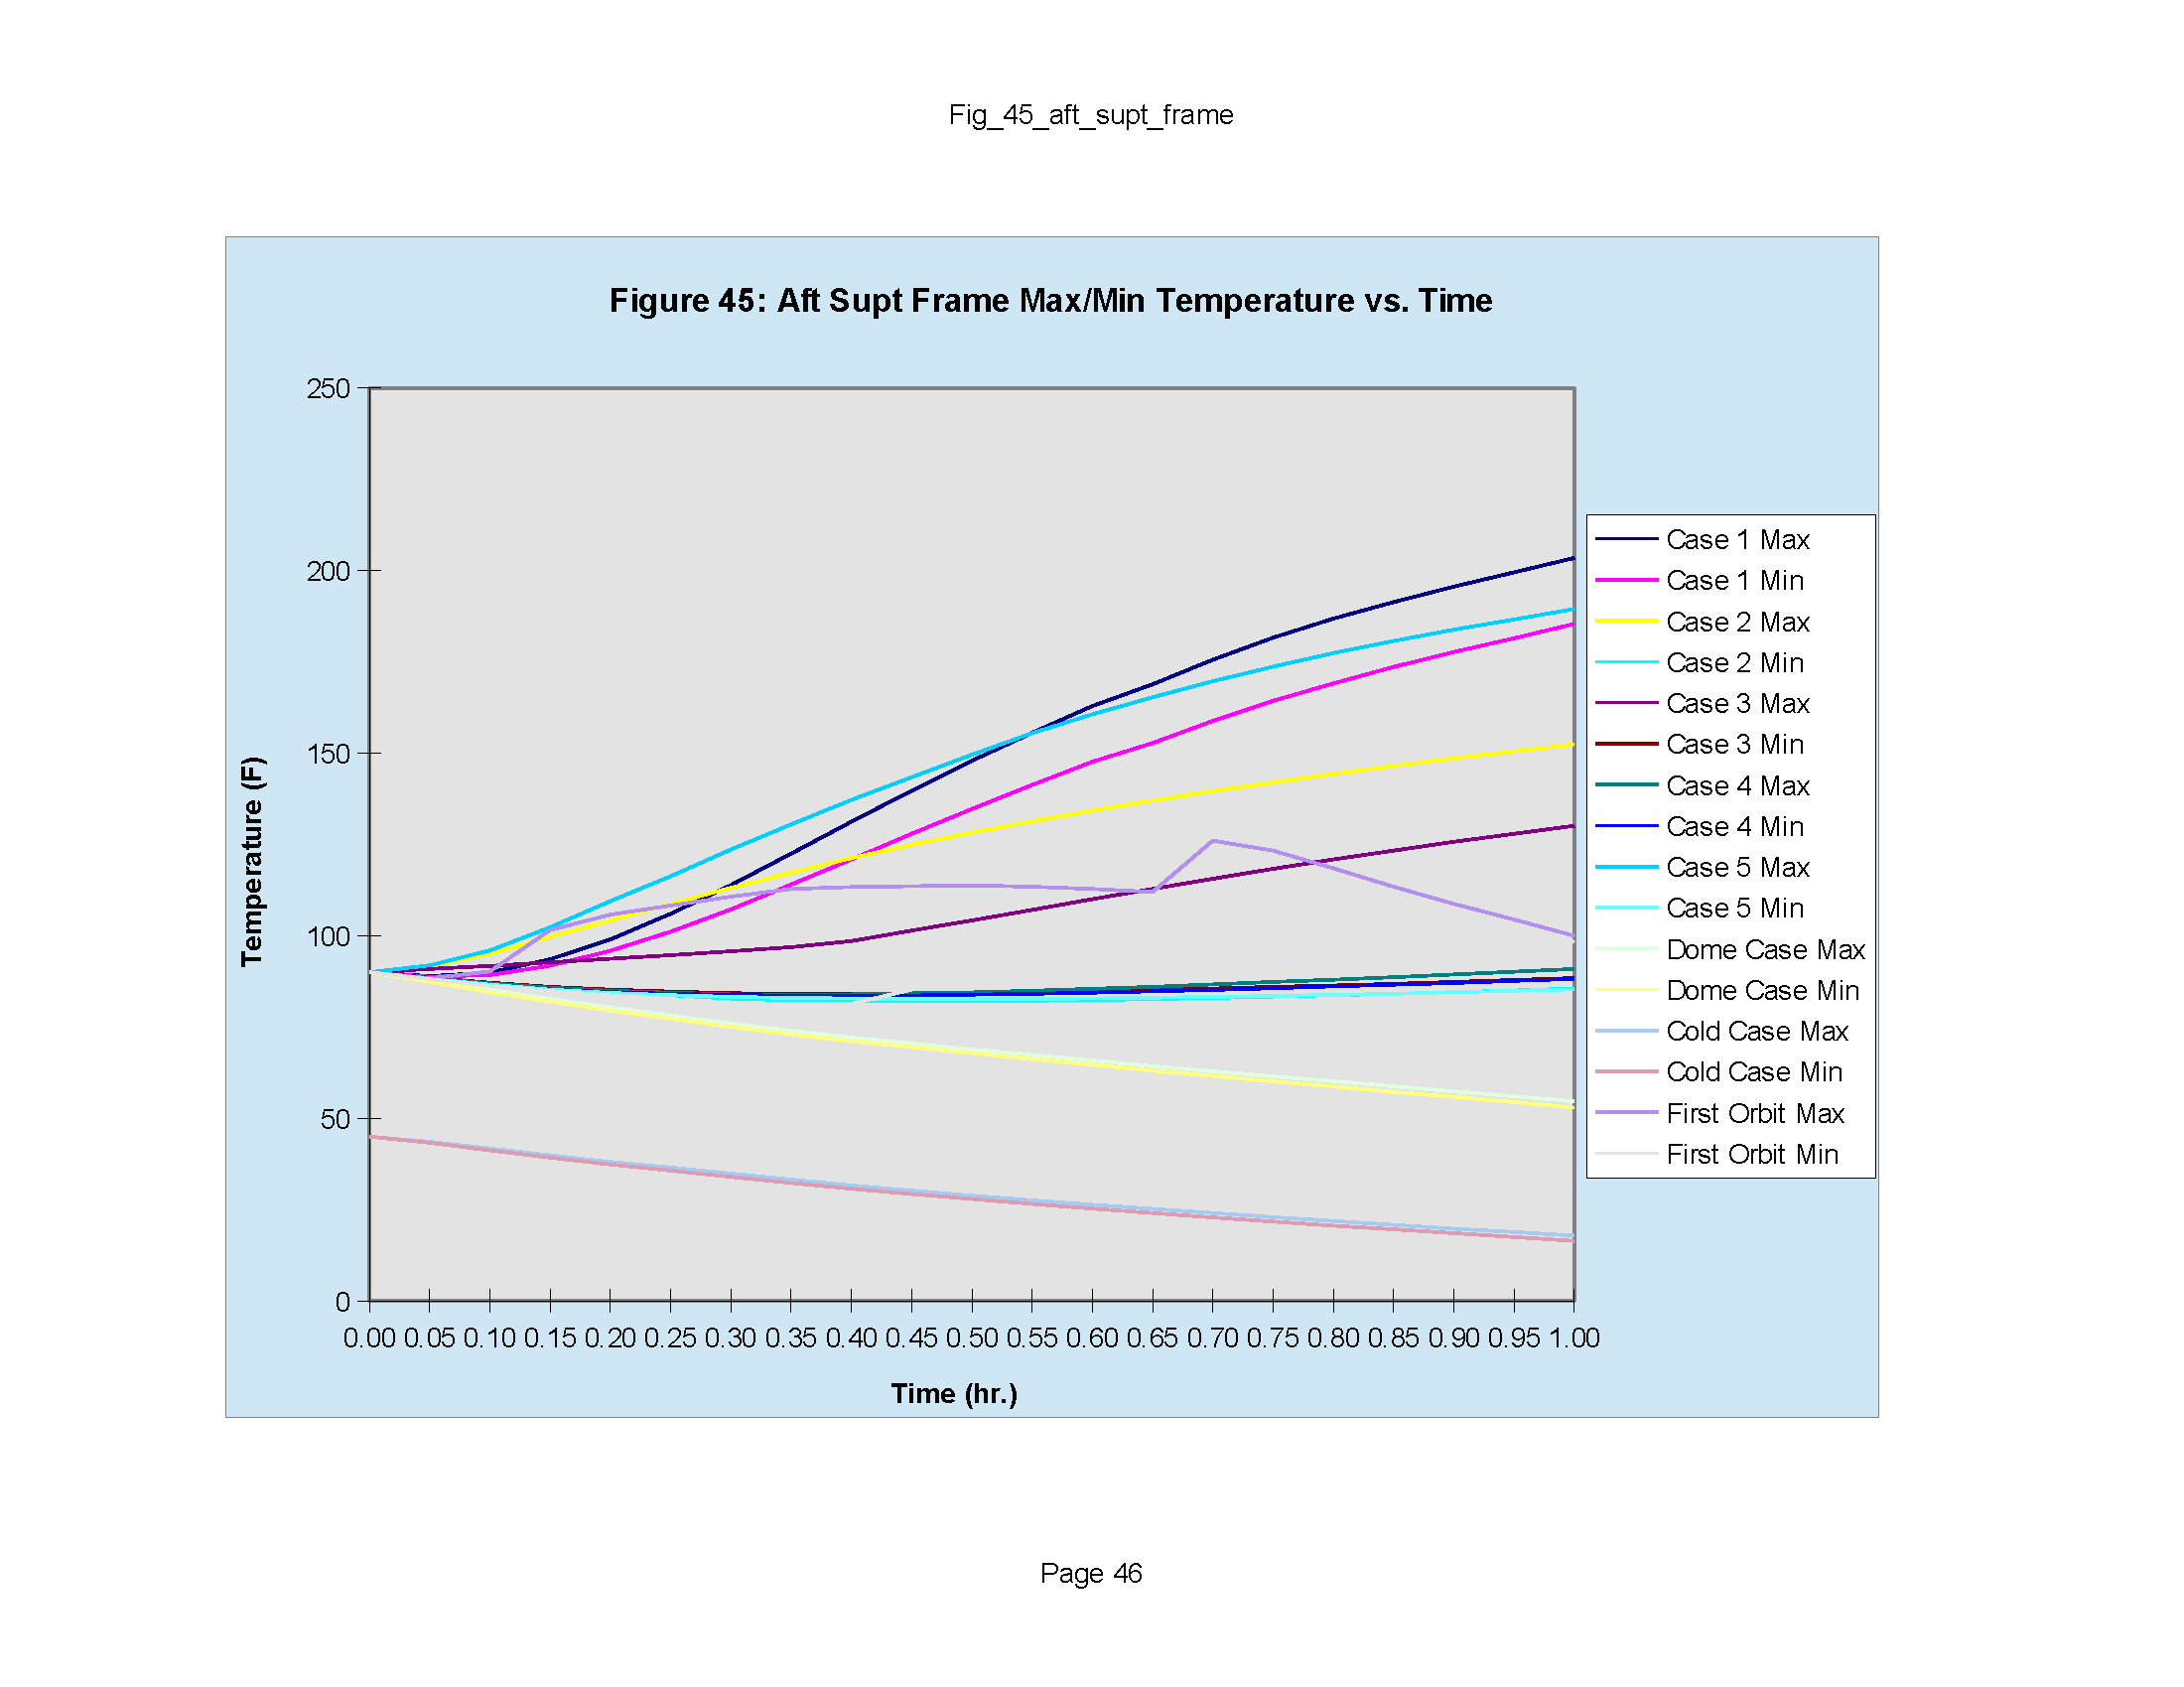 Fig_45_aft_supt_frame
Figure 45: Aft Supt Frame Max/Min Temperature vs. Time
250
200
150
100
50
0
Temperature (F)
0.00 0.05 0.10 0.15 0.20 0.25 0.30 0.35 0.40 0.45 0.50 0.55 0.60 0.65 0.70 0.75 0.80 0.85 0.90 0.95 1.00
Time (hr.)
Case 1 Max
Case 1 Min
Case 2 Max
Case 2 Min
Case 3 Max
Case 3 Min
Case 4 Max
Case 4 Min
Case 5 Max
Case 5 Min
Dome Case Max
Dome Case Min
Cold Case Max
Cold Case Min
First Orbit Max
First Orbit Min
Page 46